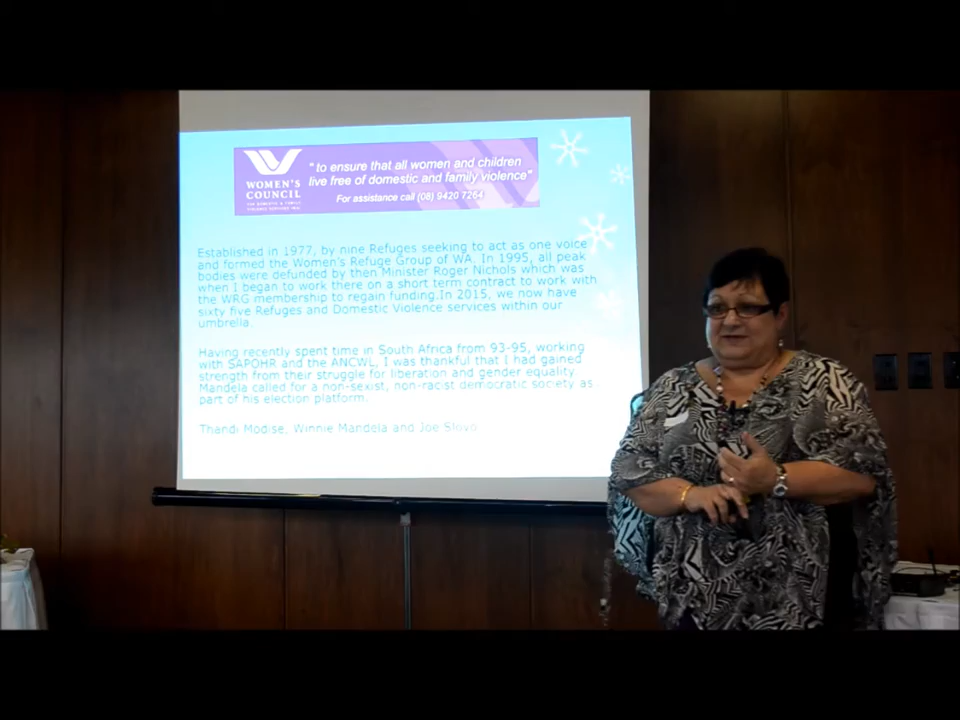 WOMEN'S
COUNCIL
FOR DOMESTIC & FAMILY
VIOLENCE SERVICES (WA)
"to ensure that all women and children
live free of domestic and family violence"
For assistance call (08) 9420 7264
Established in 1977, by nine Refuges seeking to act as one voice
and formed the Women's Refuge Group of WA. In 1995, all peak
bodies were defunded by then Minister Roger Nichols which was
when I began to work there on a short term contract to work with
the WRG membership to regain funding.In 2015, we now have
sixty five Refuges and Domestic Violence services within our
umbrella.
Having recently spent time in South Africa from 93-95, working
with SAPOHR and the ANCWL, I was thankful that I had gained
strength from their struggle for liberation and gender equality.
Mandela called for a non-sexist, non-racist democratic society as
part of his election platform.
Thandi Modise, Winnie Mandela and Joe Slovo